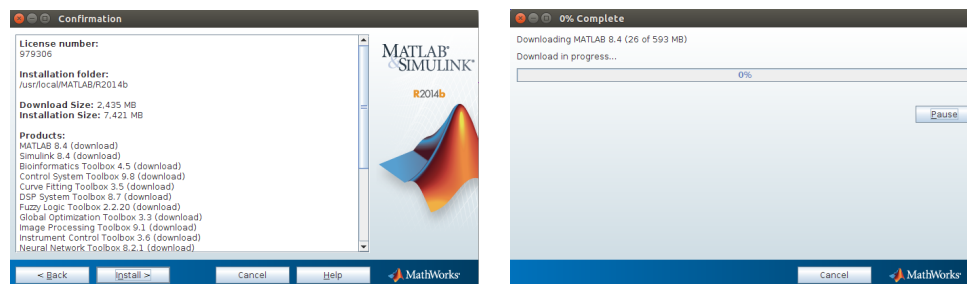 Confirmation
License number:
979306
Installation folder:
/usr/local/MATLAB/R2014b
Download Size: 2,435 MB
Installation Size: 7,421 MB
Products:
MATLAB 8.4 (download)
Simulink 8.4 (download)
Bioinformatics Toolbox 4.5 (download)
Control System Toolbox 9.8 (download)
Curve Fitting Toolbox 3.5 (download)
DSP System Toolbox 8.7 (download)
Fuzzy Logic Toolbox 2.2.20 (download)
Global Optimization Toolbox 3.3 (download)
Image Processing Toolbox 9.1 (download)
Instrument Control Toolbox 3.6 (download)
Neural Network Toolbox 8.2.1 (download)
MATLAB®
&SIMULINK®
R2014b
< Back
Install >
Cancel
Help
MathWorks®
0% Complete
Downloading MATLAB 8.4 (26 of 593 MB)
Download in progress...
0%
Pause
Cancel
MathWorks®